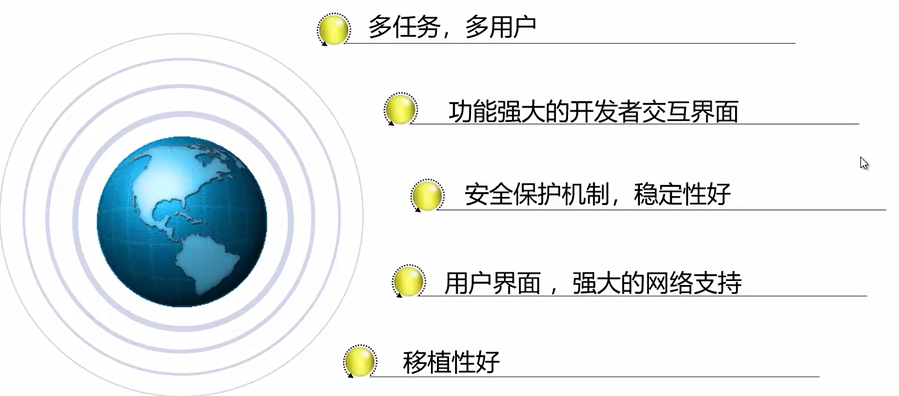 多任务，多用户
功能强大的开发者交互界面
安全保护机制，稳定性好
用户界面 ，强大的网络支持
移植性好